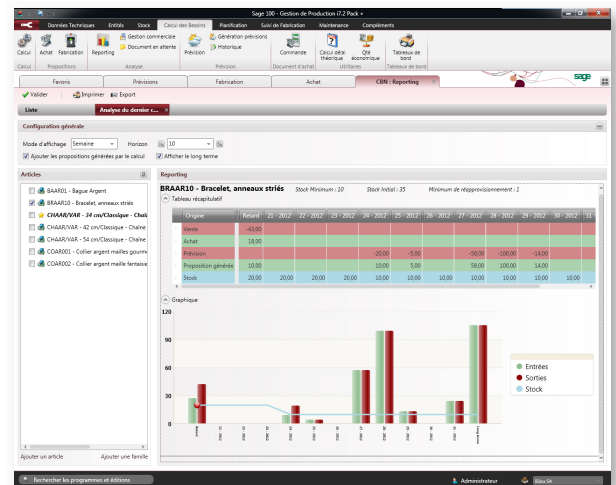 Sage 100 - Gestion de Production i7.2 Pack +
Données Techniques Entités Stock Calcul des Besoins Planification Suivi de Fabrication Maintenance Compléments
Calcul Achat Fabrication Reporting Gestion commerciale Document en attente Prévision Génération prévisions Historique Commande Calcul délai théorique Qté économique Tableaux de bord
Calcul Propositions Analyse Prévision Document d'achat Utilitaires Tableaux de bord
Favoris Prévisions Fabrication Achat CBN : Reporting
sage
Valider Imprimer Export
Liste Analyse du dernier c...
Configuration générale
Mode d'affichage Semaine Horizon 10
Ajouter les propositions générées par le calcul Afficher le long terme
Articles
BAAR01 - Bague Argent
BRAAR10 - Bracelet, anneaux striés
CHAAR/VAR - 34 cm/Classique - Chaî
CHAAR/VAR - 42 cm/Classique - Chaîne
CHAAR/VAR - 54 cm/Classique - Chaîne
COAR001 - Collier argent mailles gourme
COAR002 - Collier argent maille fantaisie
Ajouter un article Ajouter une famille
Reporting
BRAAR10 - Bracelet, anneaux striés Stock Minimum : 10 Stock Initial : 35 Minimum de réapprovisionnement : 1
Tableau récapitulatif
Origine Retard 21 - 2012 22 - 2012 23 - 2012 24 - 2012 25 - 2012 26 - 2012 27 - 2012 28 - 2012 29 - 2012 30 - 2012 31 -
Vente -43,00
Achat 18,00
Prévision -20,00 -5,00 -58,00 -100,00 -14,00
Proposition générée 10,00 10,00 5,00 58,00 100,00 14,00
Stock 20,00 20,00 20,00 20,00 10,00 10,00 10,00 10,00 10,00 10,00 10,00
Graphique
120
90
60
30
0
Entrées
Sorties
Stock
Rechercher les programmes et éditions Administrateur Bijou SA